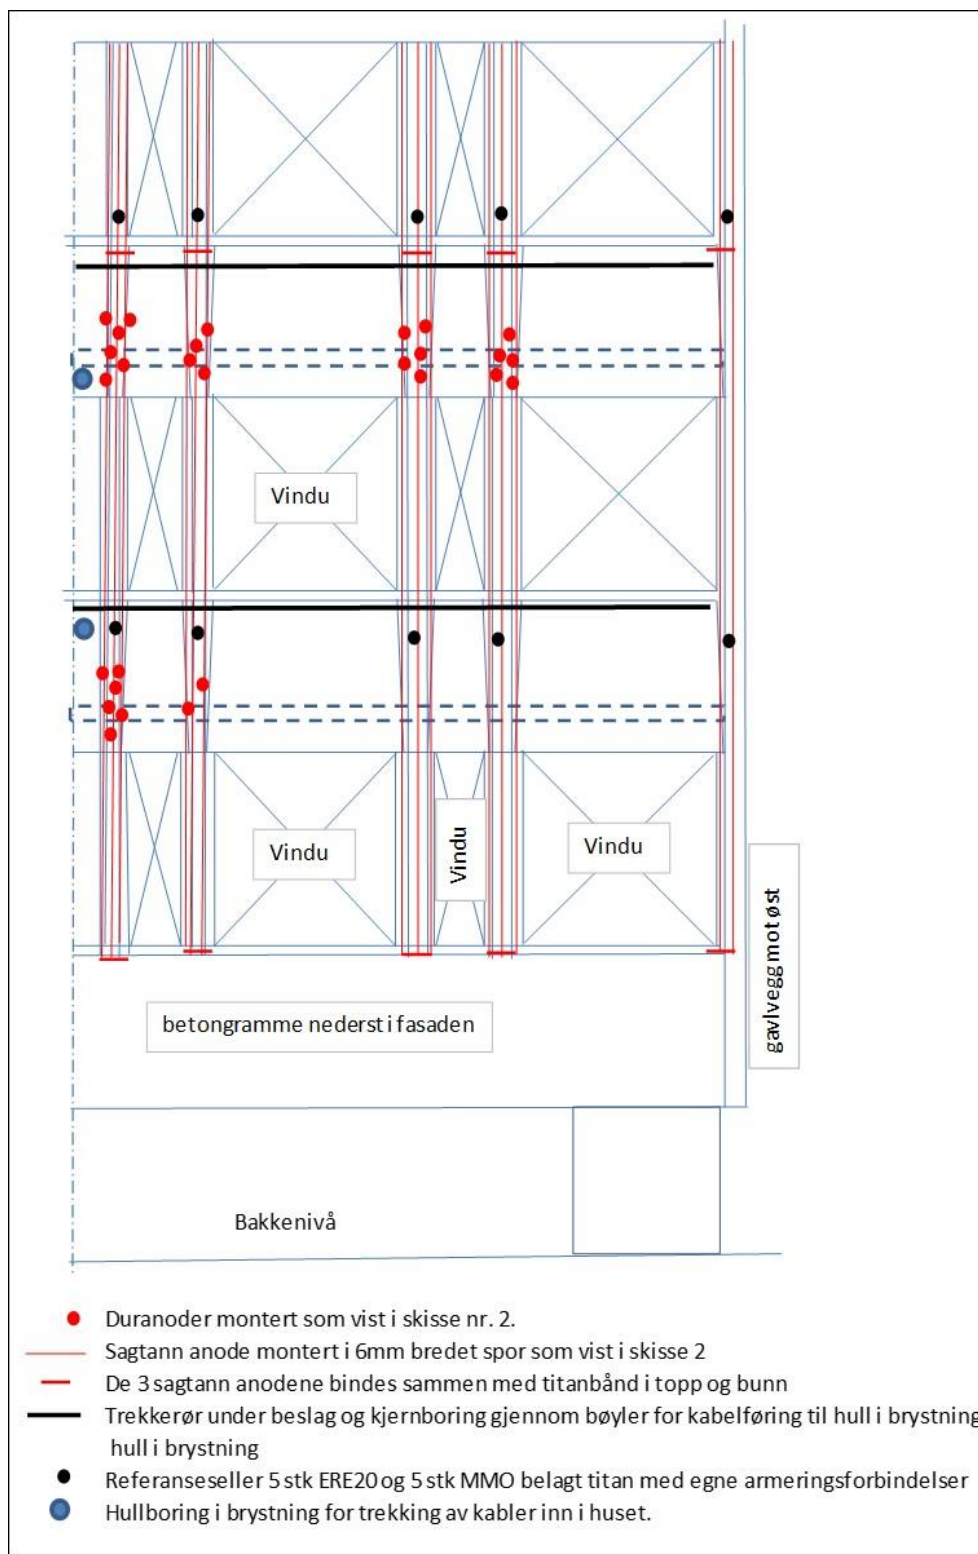 Vindu
Vindu
Vindu
Vindu
gavlvegg mot øst
betongramme nederst i fasaden
Bakkenivå
Duranoder montert som vist i skisse nr. 2.
Sagtann anode montert i 6mm bredet spor som vist i skisse 2
De 3 sagtann anodene bindes sammen med titanbånd i topp og bunn
Trekkerør under beslag og kjernboring gjennom bøyler for kabelføring til hull i brystning
hull i brystning
Referanseseller 5 stk ERE20 og 5 stk MMO belagt titan med egne armeringsforbindelser
Hullboring i brystning for trekking av kabler inn i huset.